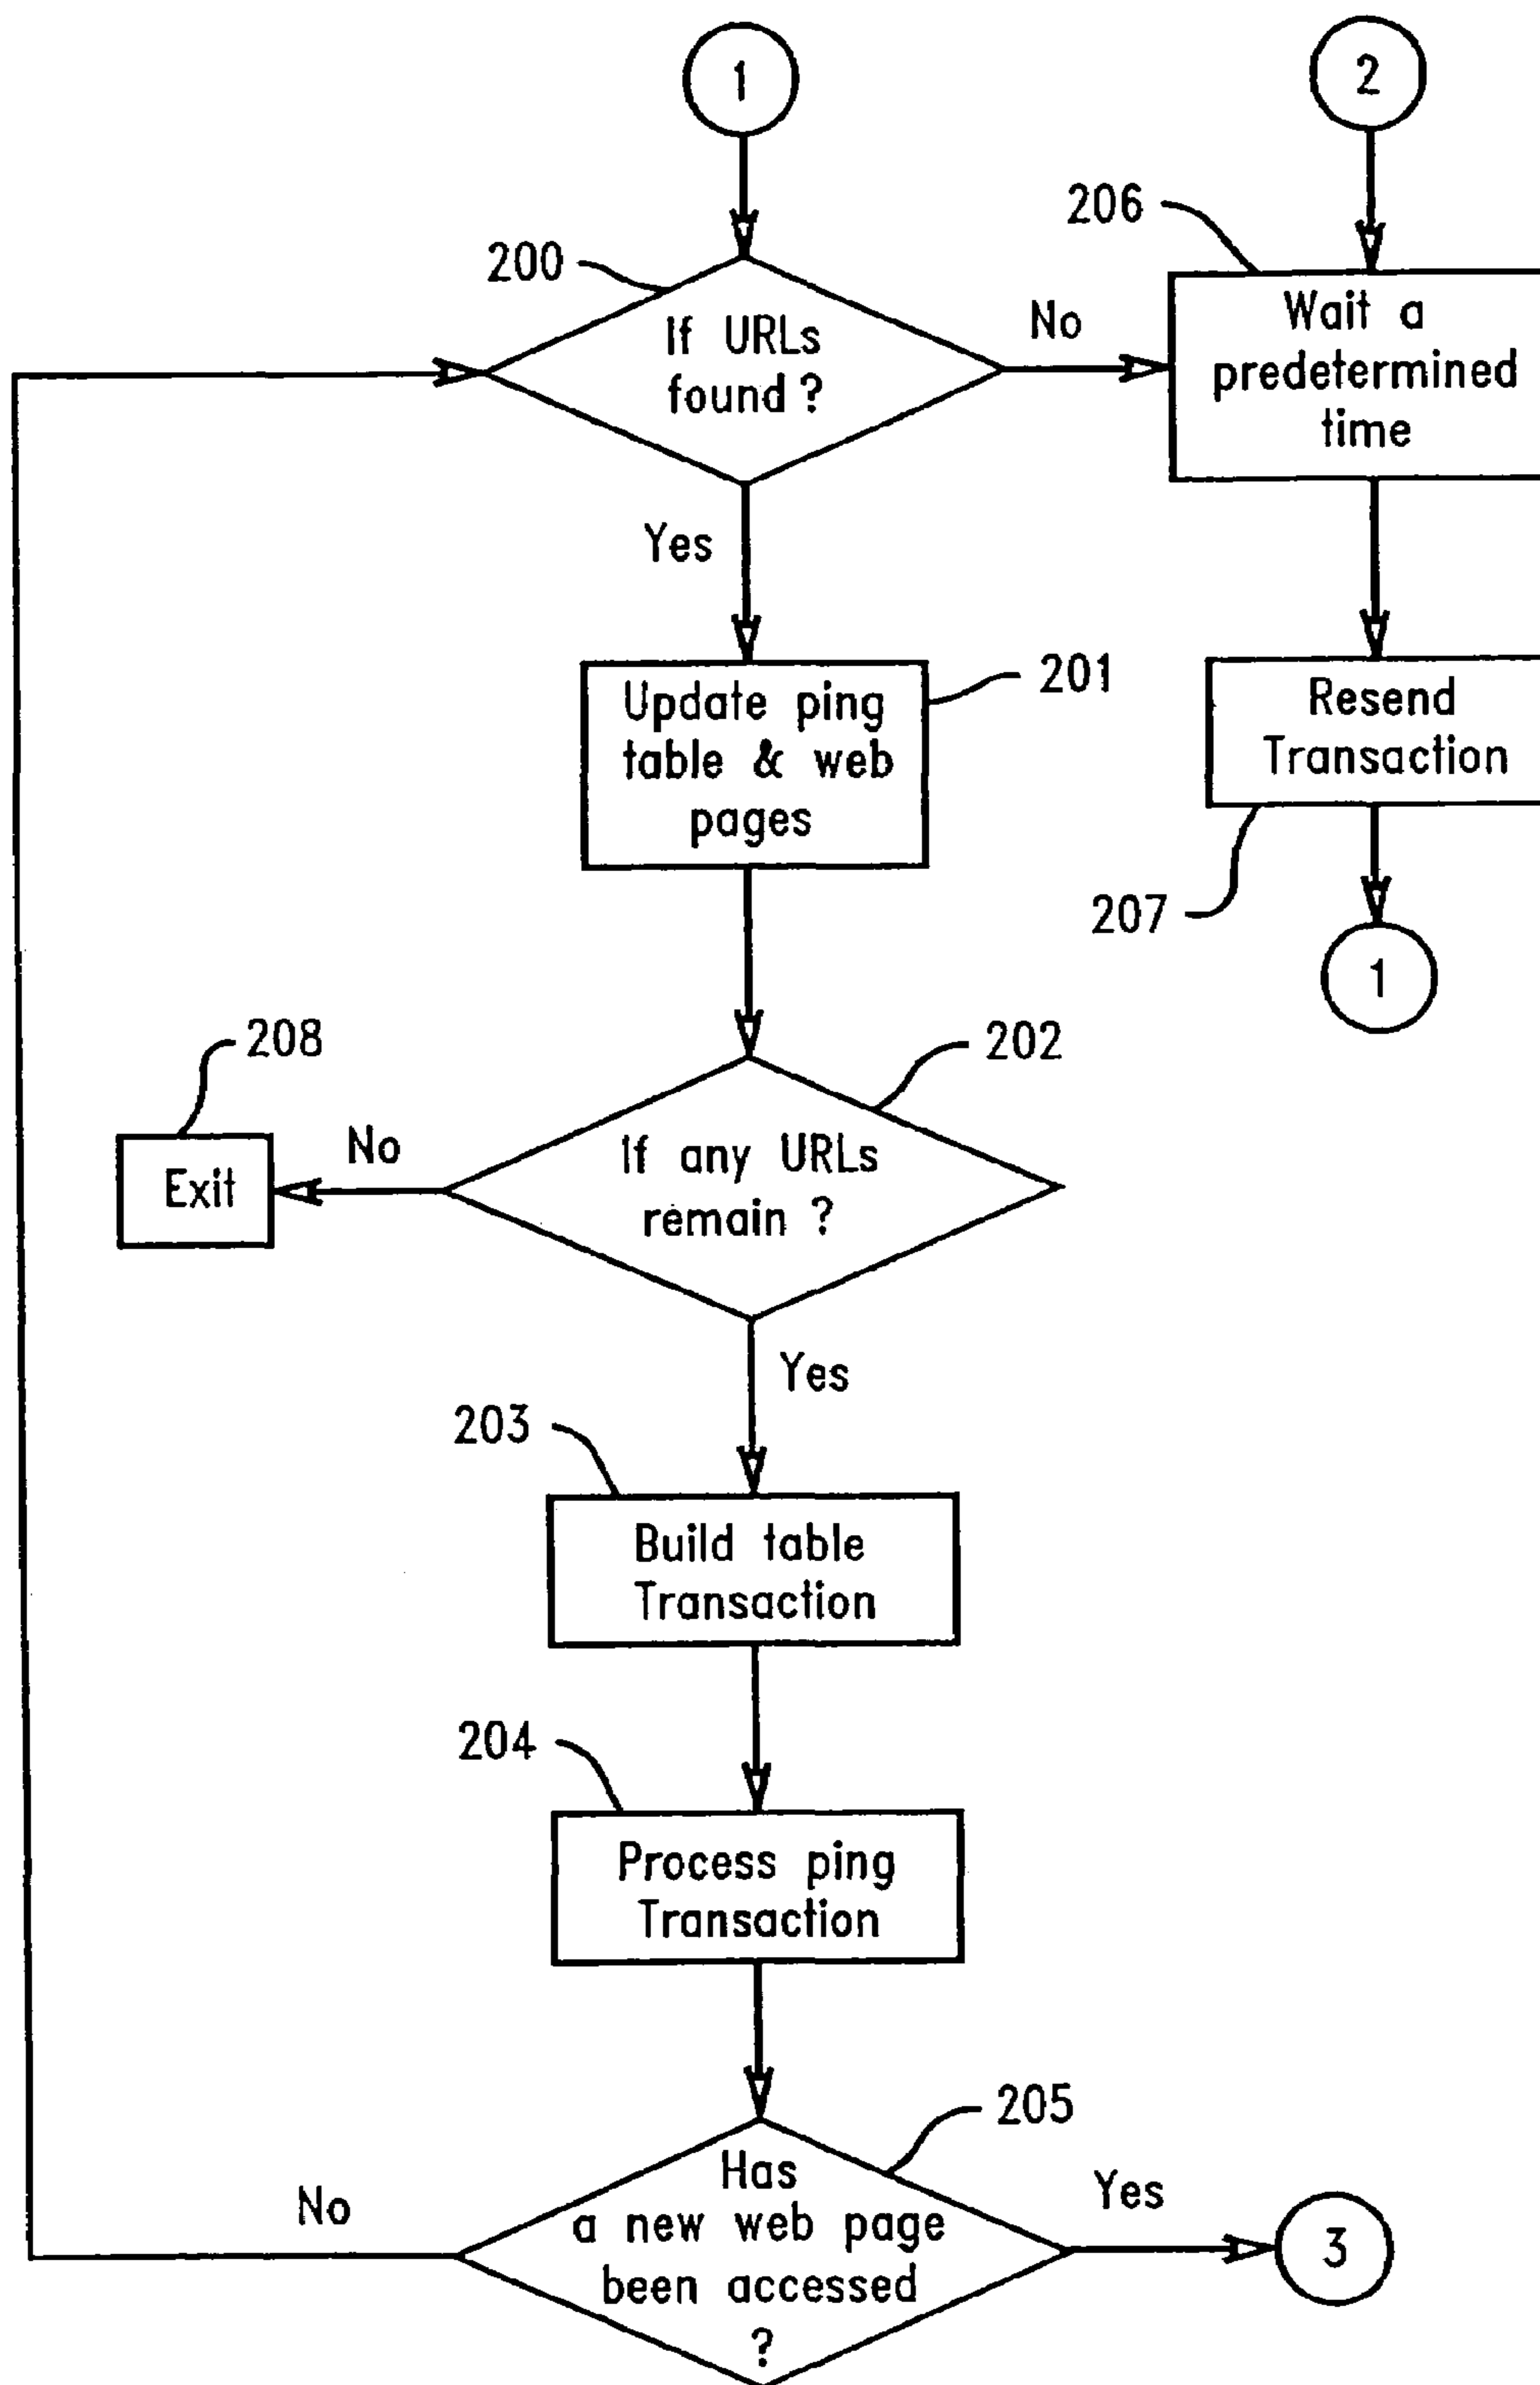 1
2
206
200
If URLs
found ?
No
Wait a
predetermined
time
Yes
201
Update ping
table & web
pages
Resend
Transaction
207
1
208
202
No
Exit
If any URLs
remain ?
Yes
203
Build table
Transaction
204
Process ping
Transaction
205
No
Has
a new web page
been accessed
?
Yes
3